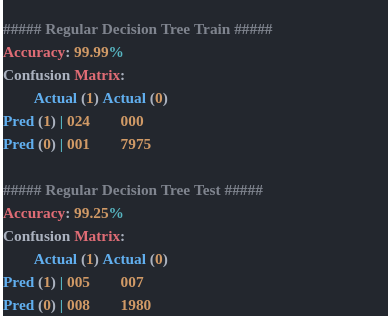 ##### Regular Decision Tree Train #####
Accuracy: 99.99%
Confusion Matrix:
Actual (1) Actual (0)
Pred (1) | 024 000
Pred (0) | 001 7975
##### Regular Decision Tree Test #####
Accuracy: 99.25%
Confusion Matrix:
Actual (1) Actual (0)
Pred (1) | 005 007
Pred (0) | 008 1980